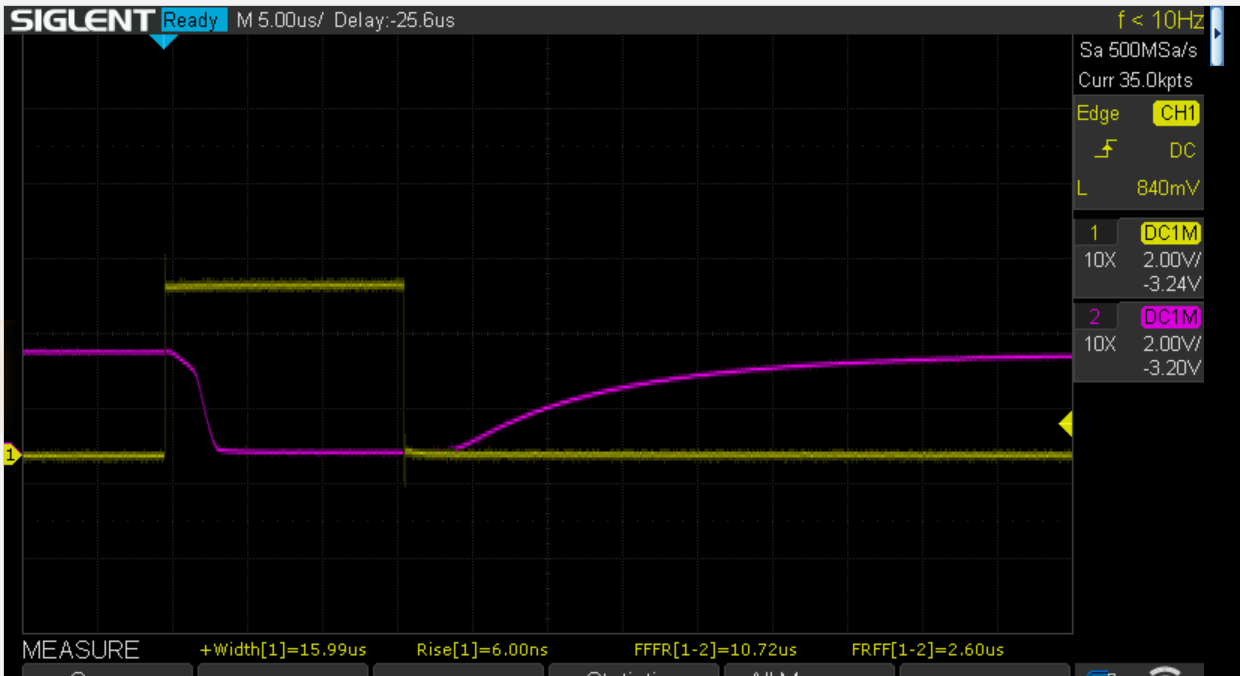 SIGLENT Ready M 5.00us/ Delay:-25.6us f < 10Hz
Sa 500MSa/s
Curr 35.0kpts
Edge CH1
DC
L 840mV
1 DC1M
10X 2.00V/
-3.24V
2 DC1M
10X 2.00V/
-3.20V
1
MEASURE +Width[1]=15.99us Rise[1]=6.00ns FFFR[1-2]=10.72us FRFF[1-2]=2.60us